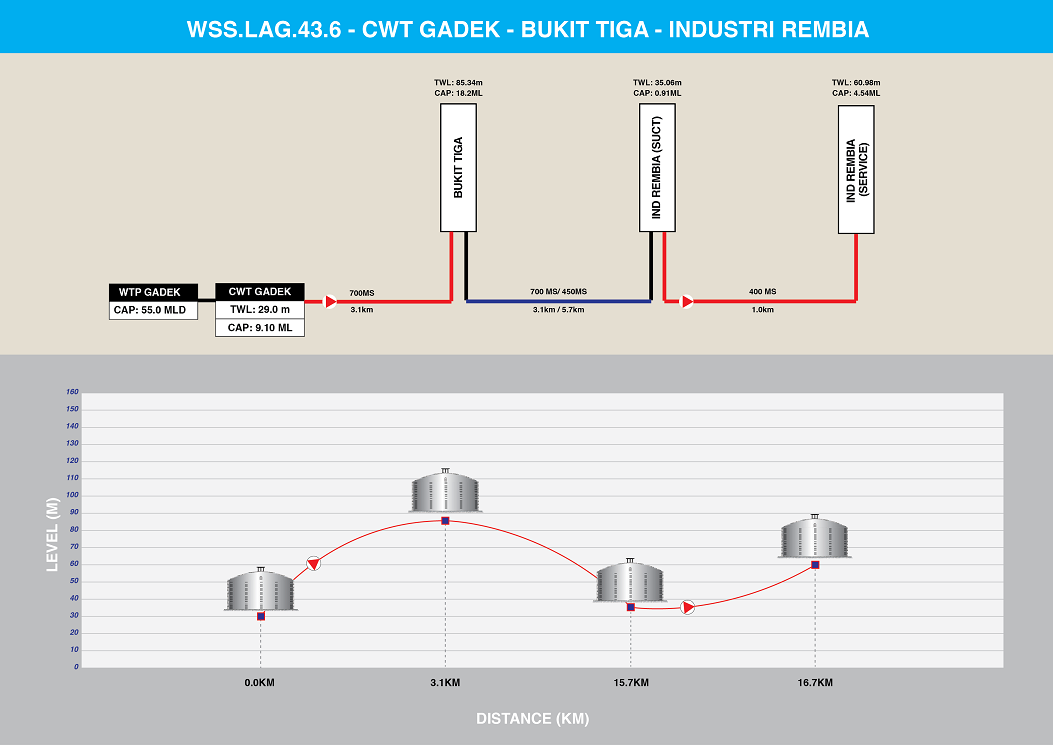 WSS.LAG.43.6 - CWT GADEK - BUKIT TIGA - INDUSTRI REMBIA
TWL: 85.34m
CAP: 18.2ML
TWL: 35.06m
CAP: 0.91ML
TWL: 60.98m
CAP: 4.54ML
BUKIT TIGA
IND REMBIA (SUCT)
IND REMBIA
(SERVICE)
WTP GADEK
CAP: 55.0 MLD
CWT GADEK
TWL: 29.0 m
CAP: 9.10 ML
700MS
3.1km
700 MS/ 450MS
3.1km / 5.7km
400 MS
1.0km
LEVEL (M)
160
150
140
130
120
110
100
90
80
70
60
50
40
30
20
10
0
0.0KM
3.1KM
15.7KM
16.7KM
DISTANCE (KM)